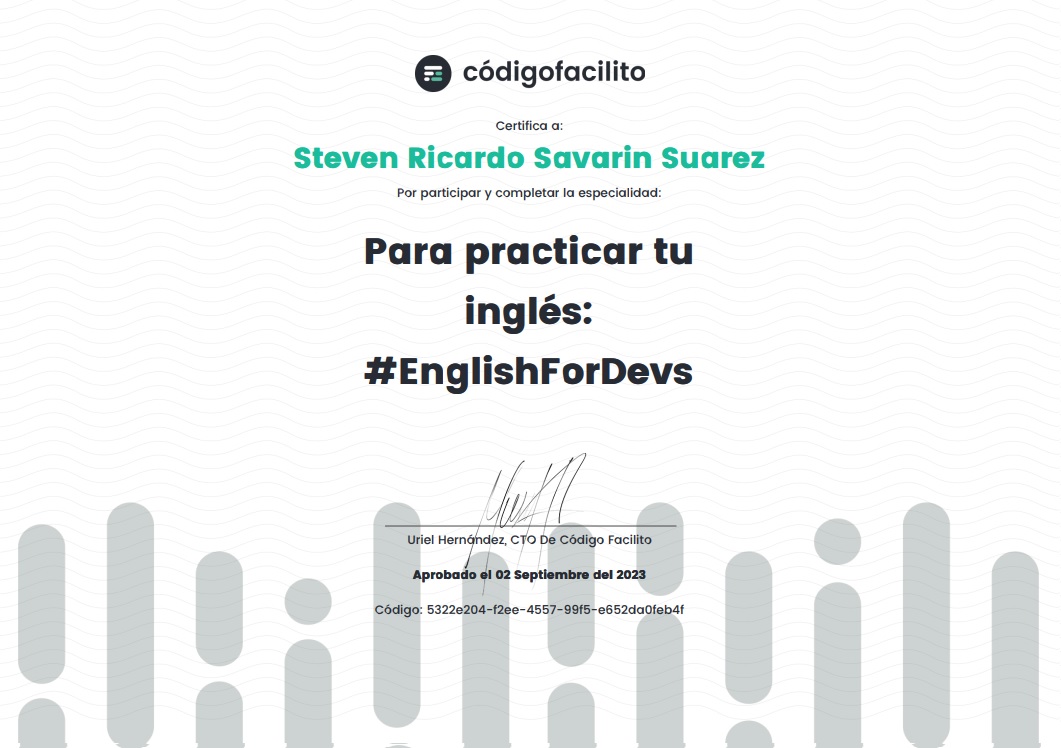 códigofacilito
Certifica a:
Steven Ricardo Savarin Suarez
Por participar y completar la especialidad:
Para practicar tu
inglés:
#EnglishForDevs
Uriel Hernández, CTO De Código Facilito
Aprobado el 02 Septiembre del 2023
Código: 5322e204-f2ee-4557-99f5-e652da0feb4f